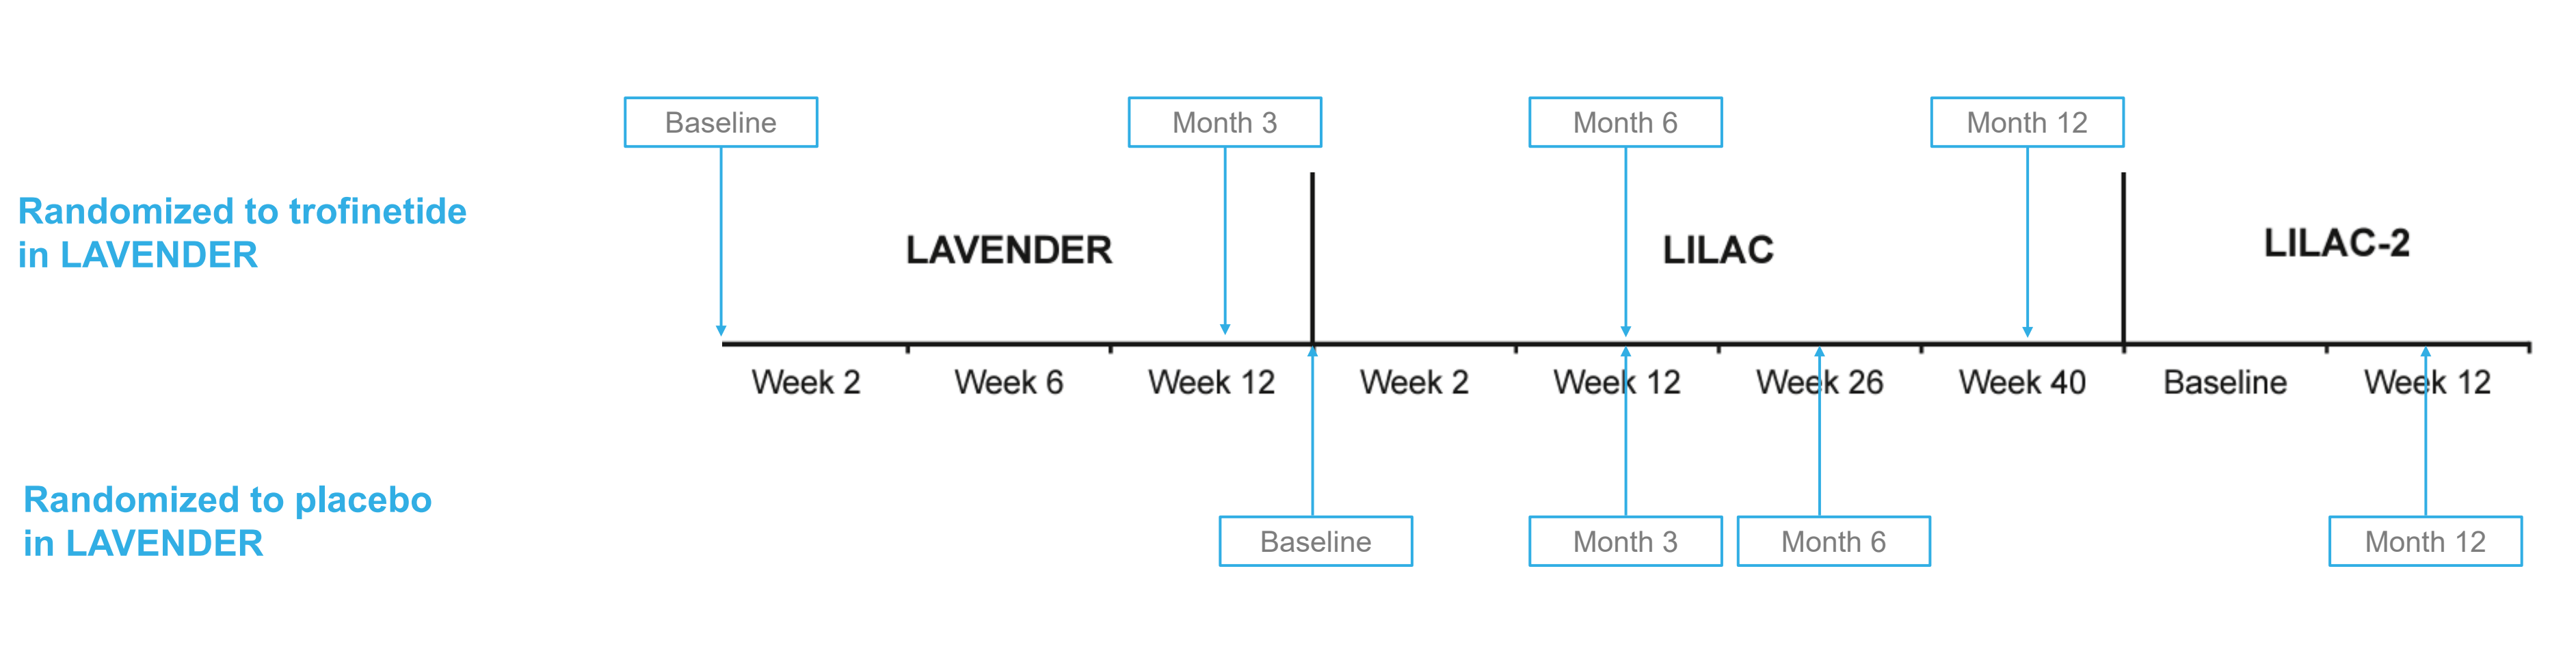 Baseline
Month 3
Month 6
Month 12
Randomized to trofinetide
in LAVENDER
LAVENDER
LILAC
LILAC-2
Week 2
Week 6
Week 12
Week 2
Week 12
Week 26
Week 40
Baseline
Week 12
Randomized to placebo
in LAVENDER
Baseline
Month 3
Month 6
Month 12